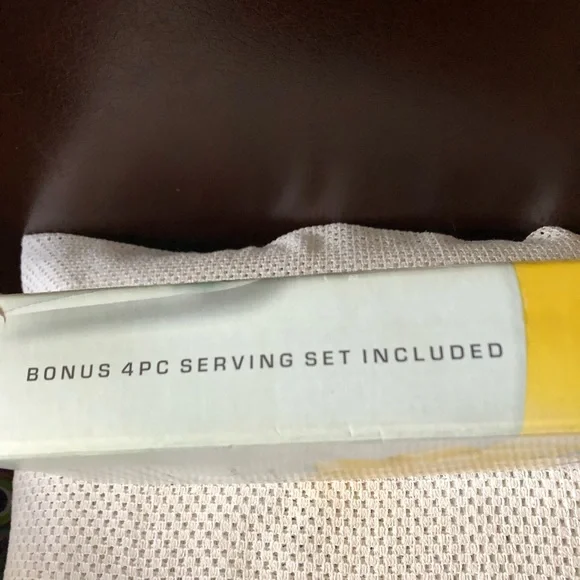 BONUS 4PC SERVING SET INCLUDED